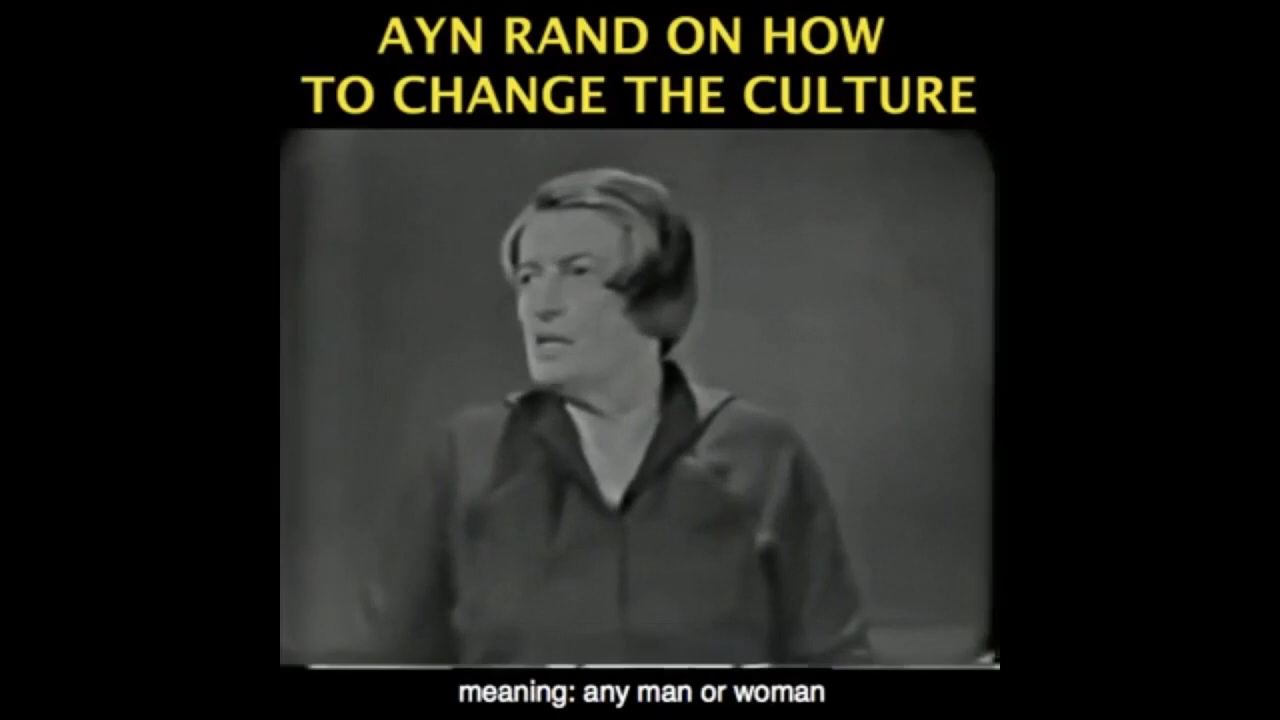 AYN RAND ON HOW
TO CHANGE THE CULTURE
meaning: any man or woman